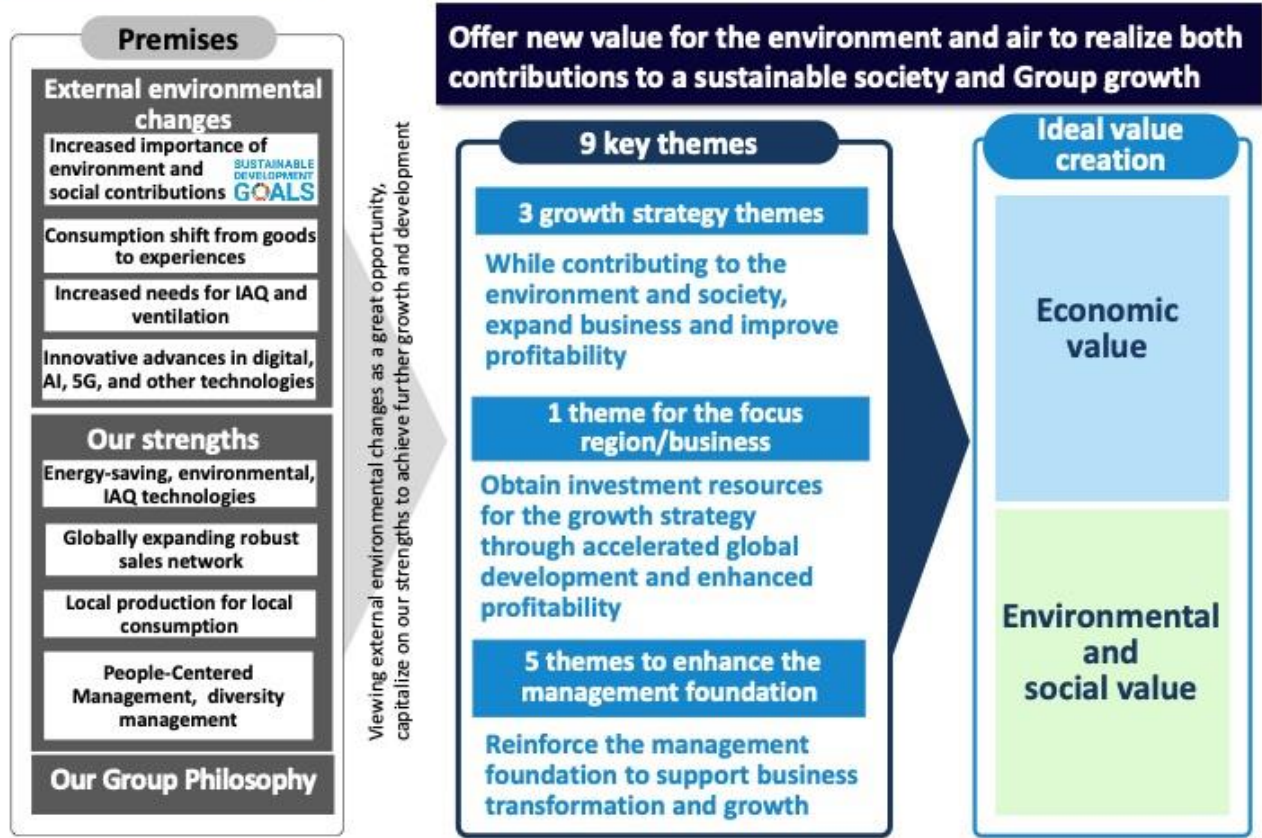 Premises
External environmental
changes
Increased importance of
environment and
social contributions
SUSTAINABLE
DEVELOPMENT
GOALS
Consumption shift from goods
to experiences
Increased needs for IAQ and
ventilation
Innovative advances in digital,
AI, 5G, and other technologies
Our strengths
Energy-saving, environmental,
IAQ technologies
Globally expanding robust
sales network
Local production for local
consumption
People-Centered
Management, diversity
management
Our Group Philosophy
Viewing external environmental changes as a great opportunity,
capitalize on our strengths to achieve further growth and development
Offer new value for the environment and air to realize both
contributions to a sustainable society and Group growth
9 key themes
3 growth strategy themes
While contributing to the
environment and society,
expand business and improve
profitability
1 theme for the focus
region/business
Obtain investment resources
for the growth strategy
through accelerated global
development and enhanced
profitability
5 themes to enhance the
management foundation
Reinforce the management
foundation to support business
transformation and growth
Ideal value
creation
Economic
value
Environmental
and
social value